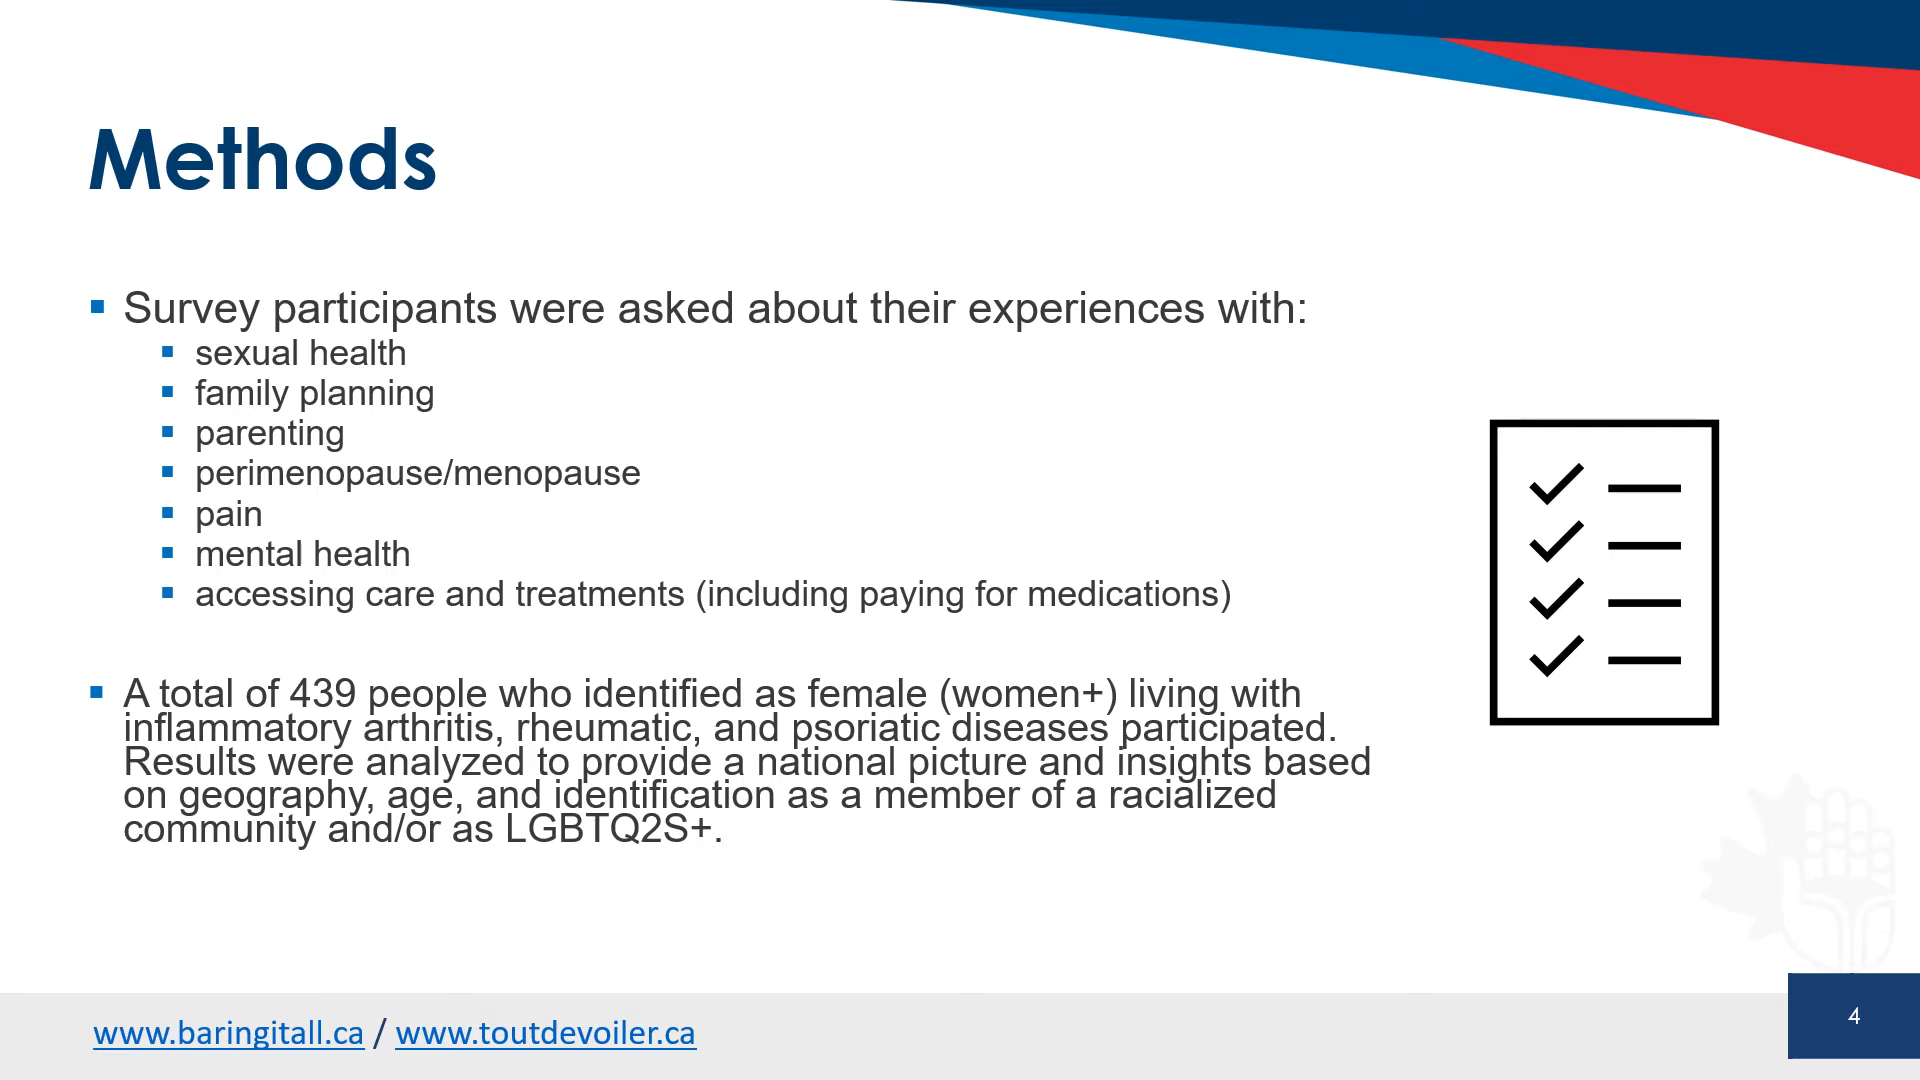 Methods
Survey participants were asked about their experiences with:
sexual health
family planning
parenting
perimenopause/menopause
pain
mental health
accessing care and treatments (including paying for medications)
A total of 439 people who identified as female (women+) living with
inflammatory arthritis, rheumatic, and psoriatic diseases participated.
Results were analyzed to provide a national picture and insights based
on geography, age, and identification as a member of a racialized
community and/or as LGBTQ2S+.
www.baringitall.ca / www.toutdevoiler.ca
4